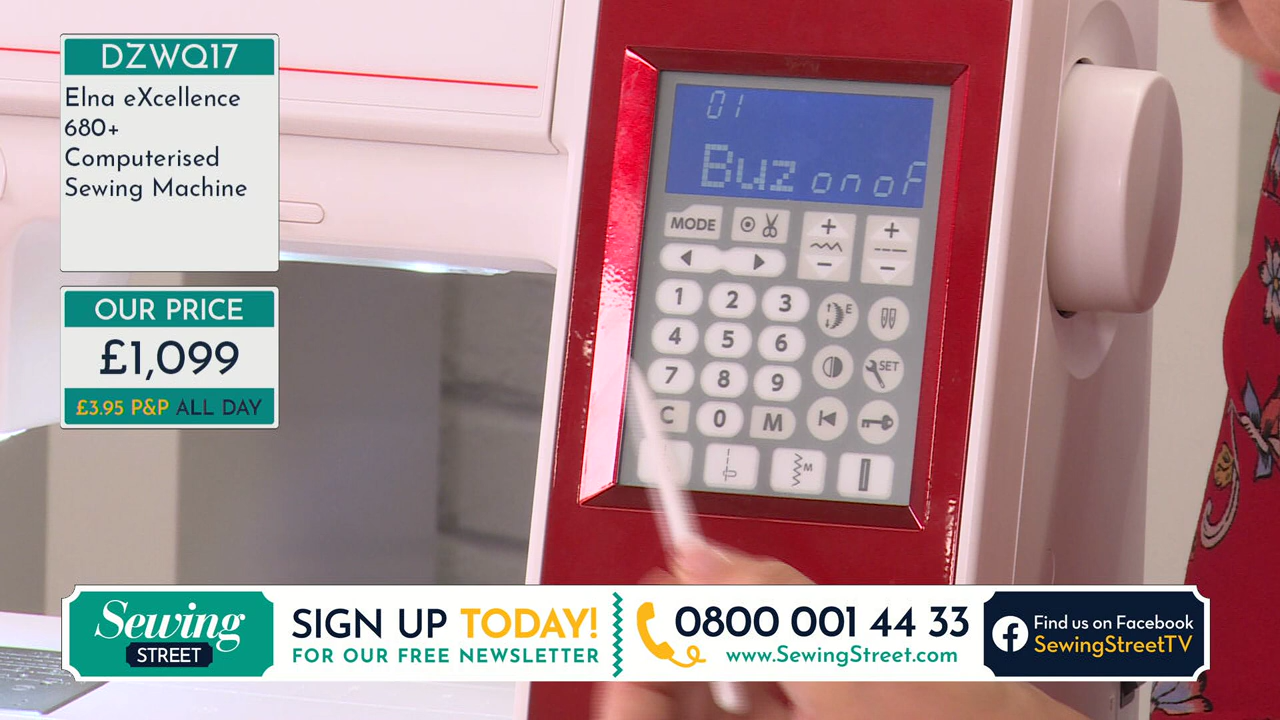 DZWQ17
Elna eXcellence
680+
Computerised
Sewing Machine
OUR PRICE
£1,099
£3.95 P&P ALL DAY
01
Buz onof
MODE
+ +
- -
1 2 3
E
4 5 6
SET
7 8 9
C 0 M
M
Sewing
STREET
SIGN UP TODAY!
FOR OUR FREE NEWSLETTER
0800 001 44 33
www.SewingStreet.com
Find us on Facebook
SewingStreetTV